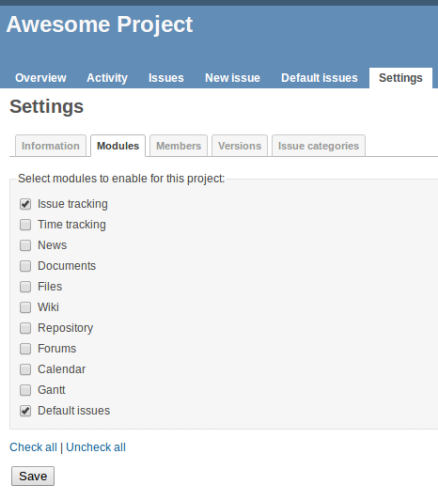 Awesome Project
Overview Activity Issues New issue Default issues Settings
Settings
Information Modules Members Versions Issue categories
Select modules to enable for this project:
Issue tracking
Time tracking
News
Documents
Files
Wiki
Repository
Forums
Calendar
Gantt
Default issues
Check all | Uncheck all
Save